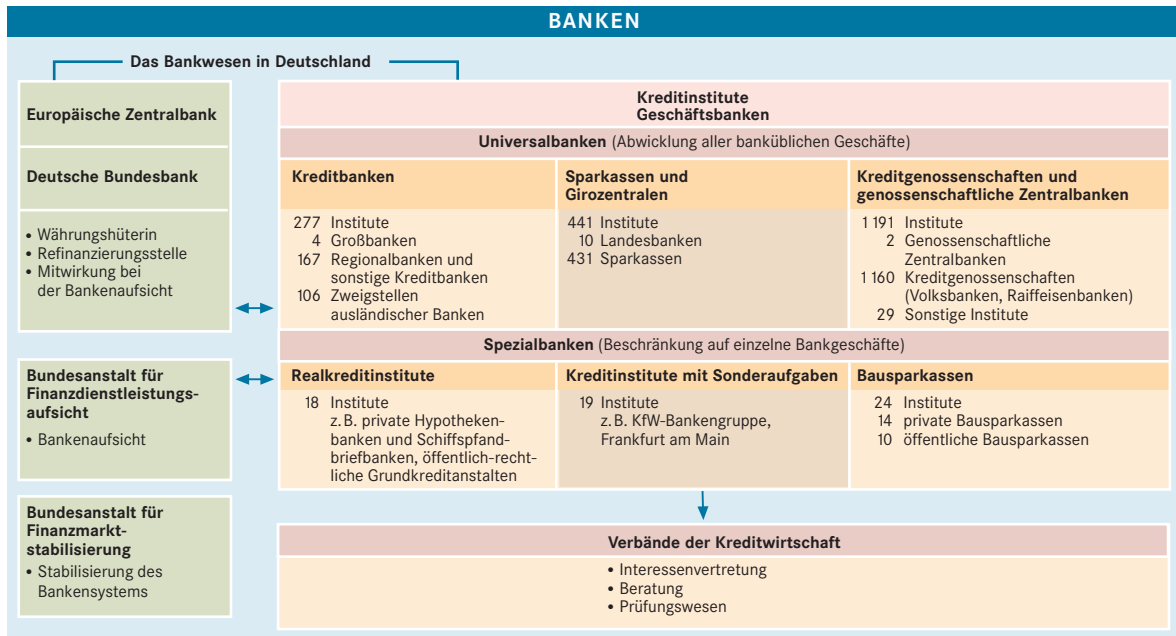 BANKEN
Das Bankwesen in Deutschland
Europäische Zentralbank
Deutsche Bundesbank
• Währungshüterin
• Refinanzierungsstelle
• Mitwirkung bei
der Bankenaufsicht
Bundesanstalt für
Finanzdienstleistungs-
aufsicht
• Bankenaufsicht
Bundesanstalt für
Finanzmarkt-
stabilisierung
• Stabilisierung des
Bankensystems
Kreditinstitute
Geschäftsbanken
Universalbanken (Abwicklung aller banküblichen Geschäfte)
Kreditbanken
277 Institute
4 Großbanken
167 Regionalbanken und
sonstige Kreditbanken
106 Zweigstellen
ausländischer Banken
Sparkassen und
Girozentralen
441 Institute
10 Landesbanken
431 Sparkassen
Kreditgenossenschaften und
genossenschaftliche Zentralbanken
1 191 Institute
2 Genossenschaftliche
Zentralbanken
1 160 Kreditgenossenschaften
(Volksbanken, Raiffeisenbanken)
29 Sonstige Institute
Spezialbanken (Beschränkung auf einzelne Bankgeschäfte)
Realkreditinstitute
18 Institute
z. B. private Hypotheken-
banken und Schiffspfand-
briefbanken, öffentlich-recht-
liche Grundkreditanstalten
Kreditinstitute mit Sonderaufgaben
19 Institute
z. B. KfW-Bankengruppe,
Frankfurt am Main
Bausparkassen
24 Institute
14 private Bausparkassen
10 öffentliche Bausparkassen
Verbände der Kreditwirtschaft
• Interessenvertretung
• Beratung
• Prüfungswesen